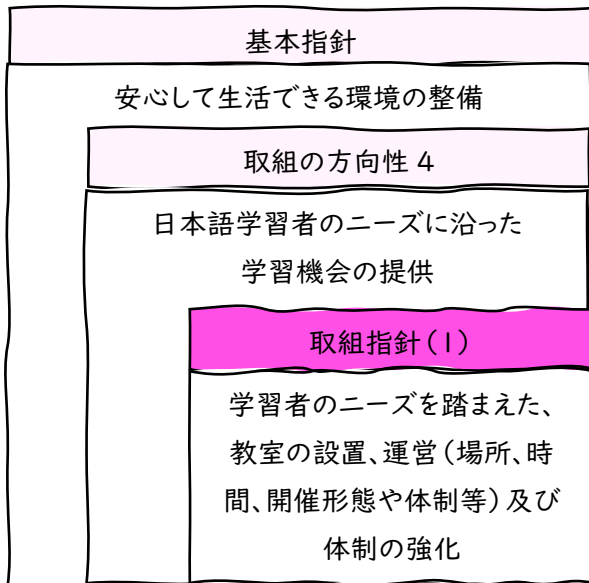 基本指針
安心して生活できる環境の整備
取組の方向性 4
日本語学習者のニーズに沿った
学習機会の提供
取組指針（1）
学習者のニーズを踏まえた、
教室の設置、運営（場所、時
間、開催形態や体制等）及び
体制の強化